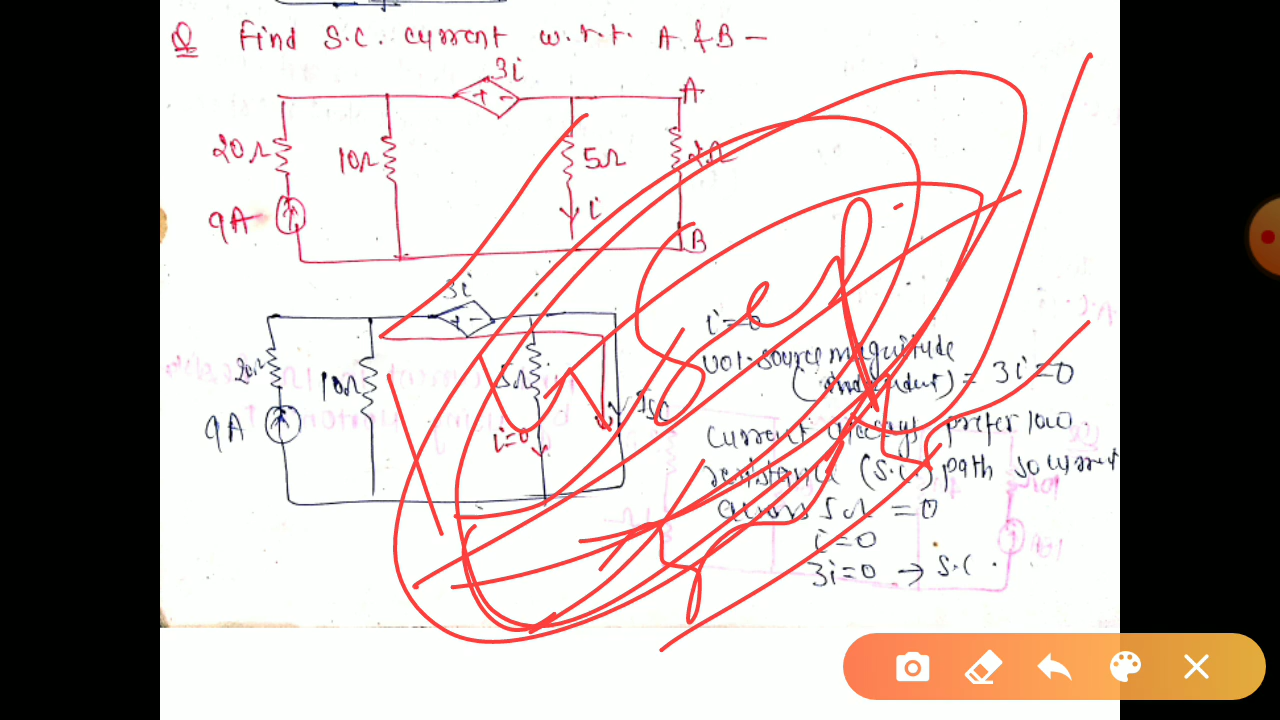 Q Find S.C. current w.r.t. A & B -
3i
A
20Ω 10Ω 5Ω 2Ω
9A i
B
3i
20Ω 10Ω 5Ω ISC
9A i=0
i=0
vol. source magnitude
= 3i=0
current always prefer low
resistance (S.C.) path so current
across 5Ω = 0
i=0
3i=0 → S.C.